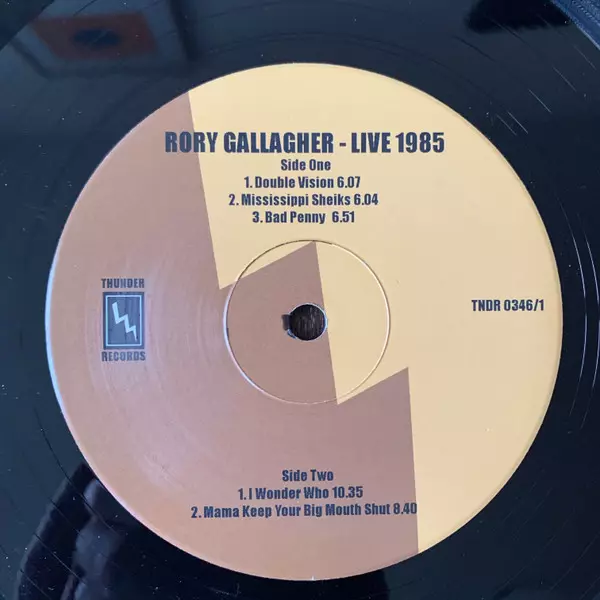 RORY GALLAGHER - LIVE 1985
Side One
1. Double Vision 6.07
2. Mississippi Sheiks 6.04
3. Bad Penny 6.51
THUNDER
RECORDS
TNDR 0346/1
Side Two
1. I Wonder Who 10.35
2. Mama Keep Your Big Mouth Shut 8.40